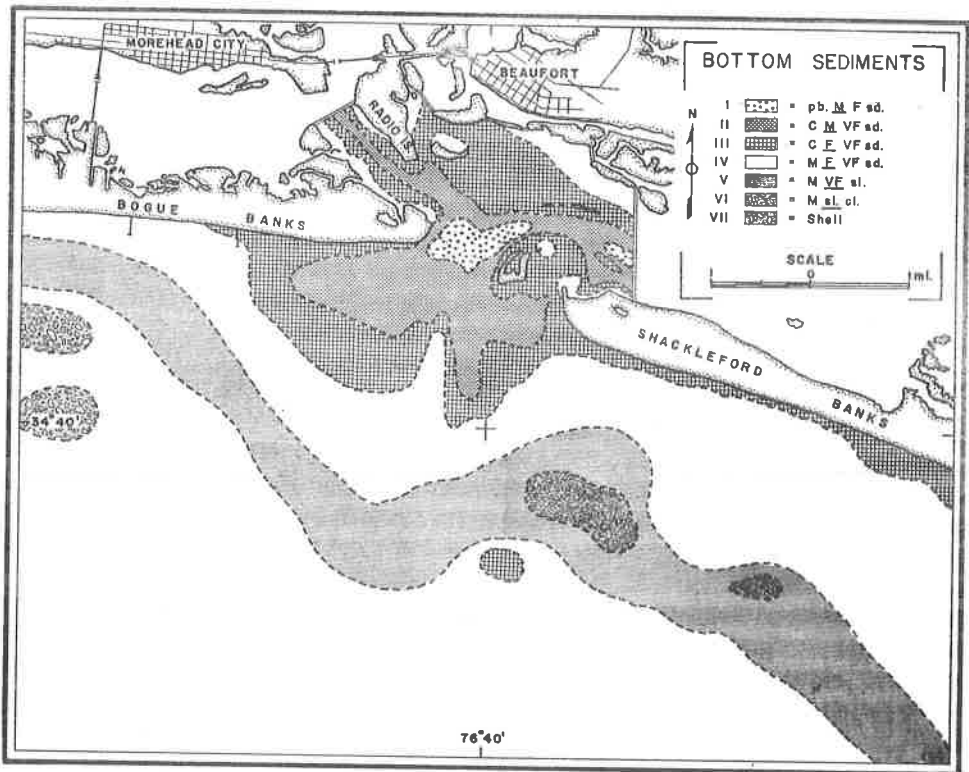 MOREHEAD CITY
BEAUFORT
RADIO IS.
BOGUE BANKS
SHACKLEFORD BANKS
34°40'
76°40'
BOTTOM SEDIMENTS
N
I = pb. M F sd.
II = C M VF sd.
III = C F VF sd.
IV = M F VF sd.
V = M VF sl.
VI = M sl. cl.
VII = Shell
SCALE
0
mi.